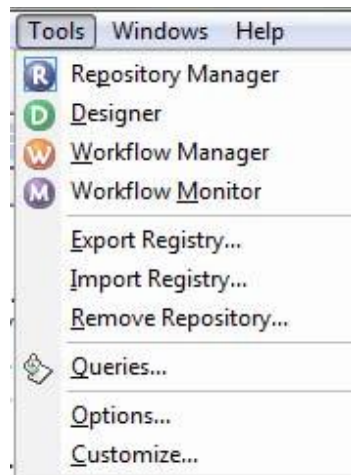 Tools Windows Help
R Repository Manager
D Designer
W Workflow Manager
M Workflow Monitor
Export Registry...
Import Registry...
Remove Repository...
Queries...
Options...
Customize...